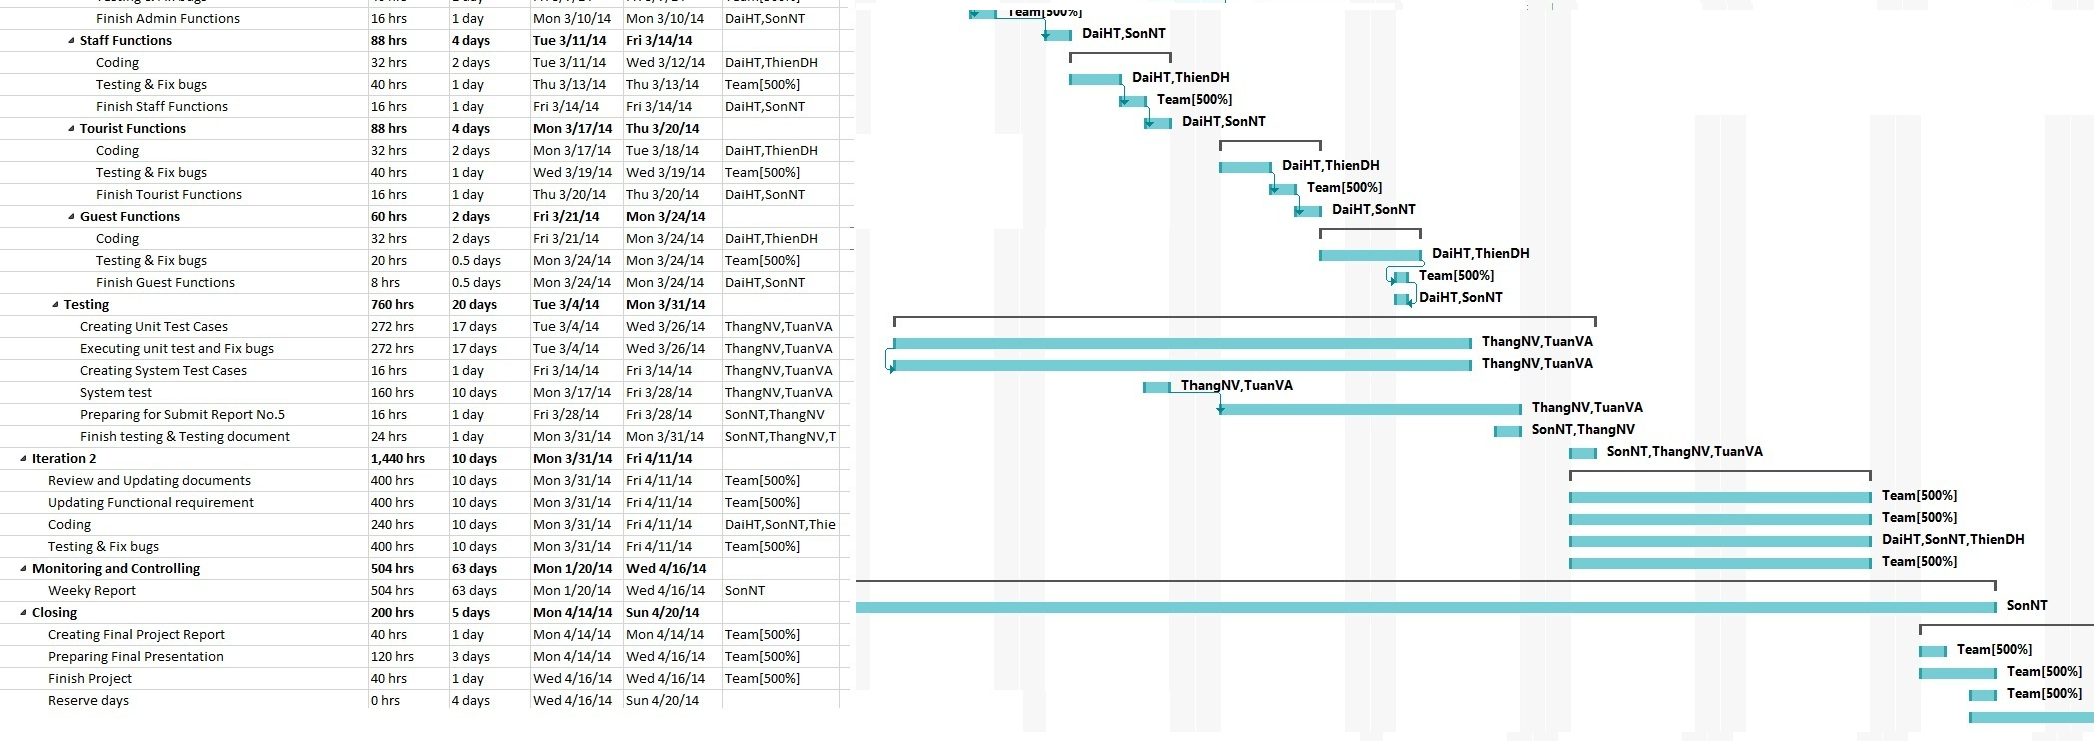 Finish Admin Functions 16 hrs 1 day Mon 3/10/14 Mon 3/10/14 DaiHT,SonNT Team[500%]
Staff Functions 88 hrs 4 days Tue 3/11/14 Fri 3/14/14 DaiHT,SonNT
Coding 32 hrs 2 days Tue 3/11/14 Wed 3/12/14 DaiHT,ThienDH
Testing & Fix bugs 40 hrs 1 day Thu 3/13/14 Thu 3/13/14 Team[500%] DaiHT,ThienDH
Finish Staff Functions 16 hrs 1 day Fri 3/14/14 Fri 3/14/14 DaiHT,SonNT Team[500%]
Tourist Functions 88 hrs 4 days Mon 3/17/14 Thu 3/20/14 DaiHT,SonNT
Coding 32 hrs 2 days Mon 3/17/14 Tue 3/18/14 DaiHT,ThienDH
Testing & Fix bugs 40 hrs 1 day Wed 3/19/14 Wed 3/19/14 Team[500%] DaiHT,ThienDH
Finish Tourist Functions 16 hrs 1 day Thu 3/20/14 Thu 3/20/14 DaiHT,SonNT Team[500%]
Guest Functions 60 hrs 2 days Fri 3/21/14 Mon 3/24/14 DaiHT,SonNT
Coding 32 hrs 2 days Fri 3/21/14 Mon 3/24/14 DaiHT,ThienDH
Testing & Fix bugs 20 hrs 0.5 days Mon 3/24/14 Mon 3/24/14 Team[500%] DaiHT,ThienDH
Finish Guest Functions 8 hrs 0.5 days Mon 3/24/14 Mon 3/24/14 DaiHT,SonNT Team[500%]
Testing 760 hrs 20 days Tue 3/4/14 Mon 3/31/14 DaiHT,SonNT
Creating Unit Test Cases 272 hrs 17 days Tue 3/4/14 Wed 3/26/14 ThangNV,TuanVA
Executing unit test and Fix bugs 272 hrs 17 days Tue 3/4/14 Wed 3/26/14 ThangNV,TuanVA ThangNV,TuanVA
Creating System Test Cases 16 hrs 1 day Fri 3/14/14 Fri 3/14/14 ThangNV,TuanVA ThangNV,TuanVA
System test 160 hrs 10 days Mon 3/17/14 Fri 3/28/14 ThangNV,TuanVA ThangNV,TuanVA
Preparing for Submit Report No.5 16 hrs 1 day Fri 3/28/14 Fri 3/28/14 SonNT,ThangNV ThangNV,TuanVA
Finish testing & Testing document 24 hrs 1 day Mon 3/31/14 Mon 3/31/14 SonNT,ThangNV,T SonNT,ThangNV
Iteration 2 1,440 hrs 10 days Mon 3/31/14 Fri 4/11/14 SonNT,ThangNV,TuanVA
Review and Updating documents 400 hrs 10 days Mon 3/31/14 Fri 4/11/14 Team[500%]
Updating Functional requirement 400 hrs 10 days Mon 3/31/14 Fri 4/11/14 Team[500%] Team[500%]
Coding 240 hrs 10 days Mon 3/31/14 Fri 4/11/14 DaiHT,SonNT,Thie Team[500%]
Testing & Fix bugs 400 hrs 10 days Mon 3/31/14 Fri 4/11/14 Team[500%] DaiHT,SonNT,ThienDH
Monitoring and Controlling 504 hrs 63 days Mon 1/20/14 Wed 4/16/14 Team[500%]
Weeky Report 504 hrs 63 days Mon 1/20/14 Wed 4/16/14 SonNT
Closing 200 hrs 5 days Mon 4/14/14 Sun 4/20/14 SonNT
Creating Final Project Report 40 hrs 1 day Mon 4/14/14 Mon 4/14/14 Team[500%]
Preparing Final Presentation 120 hrs 3 days Mon 4/14/14 Wed 4/16/14 Team[500%] Team[500%]
Finish Project 40 hrs 1 day Wed 4/16/14 Wed 4/16/14 Team[500%] Team[500%]
Reserve days 0 hrs 4 days Wed 4/16/14 Sun 4/20/14 Team[500%]